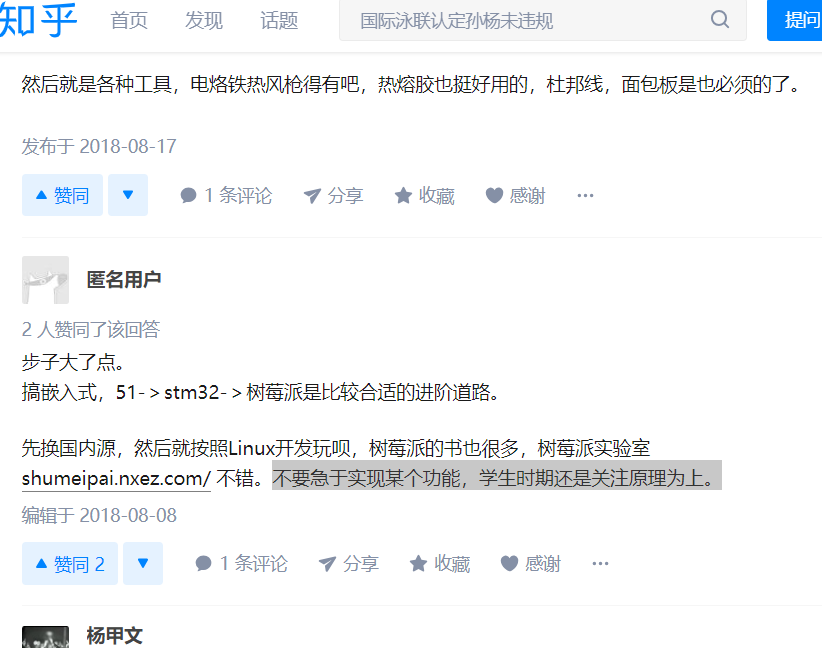 知乎 首页 发现 话题 国际泳联认定孙杨未违规 提问
然后就是各种工具，电烙铁热风枪得有吧，热熔胶也挺好用的，杜邦线，面包板是也必须的了。
发布于 2018-08-17
赞同 1 条评论 分享 收藏 感谢 ···
匿名用户
2 人赞同了该回答
步子大了点。
搞嵌入式，51->stm32->树莓派是比较合适的进阶道路。
先换国内源，然后就按照Linux开发玩呗，树莓派的书也很多，树莓派实验室
shumeipai.nxez.com/ 不错。不要急于实现某个功能，学生时期还是关注原理为上。
编辑于 2018-08-08
赞同 2 1 条评论 分享 收藏 感谢 ···
杨甲文